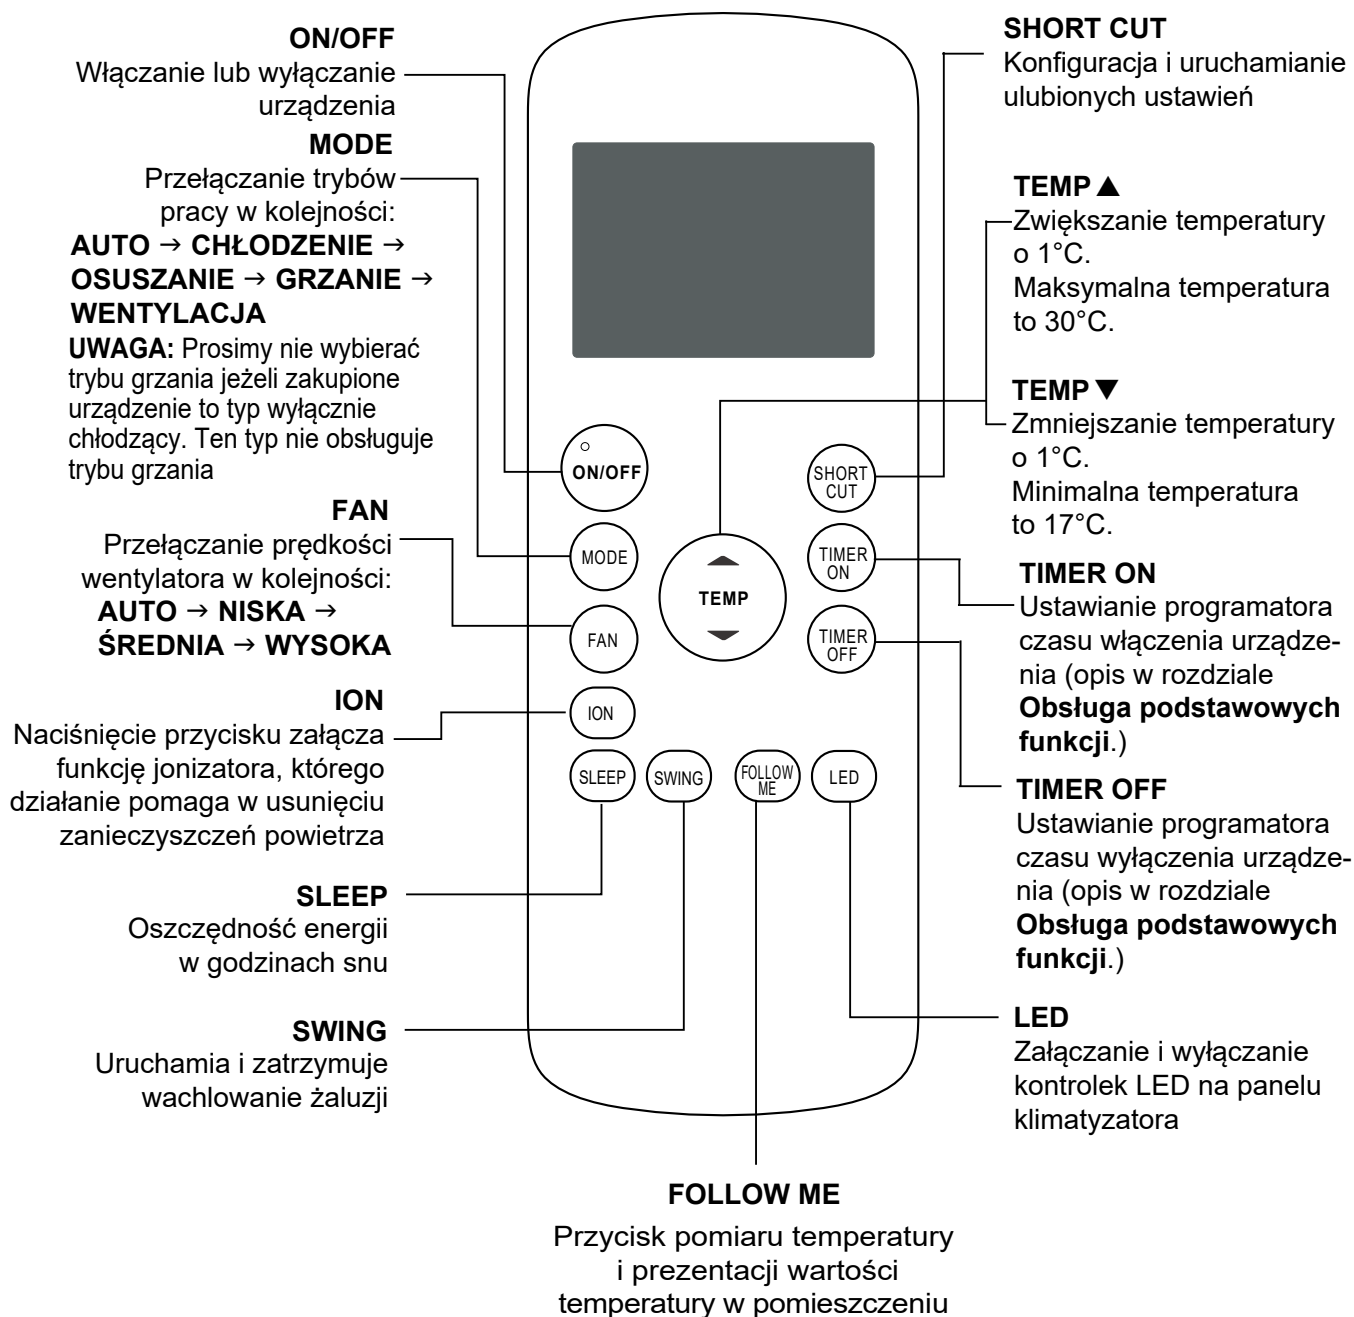 ON/OFF
Włączanie lub wyłączanie
urządzenia
MODE
Przełączanie trybów
pracy w kolejności:
AUTO → CHŁODZENIE →
OSUSZANIE → GRZANIE →
WENTYLACJA
UWAGA: Prosimy nie wybierać
trybu grzania jeżeli zakupione
urządzenie to typ wyłącznie
chłodzący. Ten typ nie obsługuje
trybu grzania
FAN
Przełączanie prędkości
wentylatora w kolejności:
AUTO → NISKA →
ŚREDNIA → WYSOKA
ION
Naciśnięcie przycisku załącza
funkcję jonizatora, którego
działanie pomaga w usunięciu
zanieczyszczeń powietrza
SLEEP
Oszczędność energii
w godzinach snu
SWING
Uruchamia i zatrzymuje
wachlowanie żaluzji
ON/OFF
MODE
FAN
ION
SLEEP
SWING
FOLLOW
ME
LED
TEMP
SHORT
CUT
TIMER
ON
TIMER
OFF
SHORT CUT
Konfiguracja i uruchamianie
ulubionych ustawień
TEMP▲
Zwiększanie temperatury
o 1°C.
Maksymalna temperatura
to 30°C.
TEMP▼
Zmniejszanie temperatury
o 1°C.
Minimalna temperatura
to 17°C.
TIMER ON
Ustawianie programatora
czasu włączenia urządze-
nia (opis w rozdziale
Obsługa podstawowych
funkcji.)
TIMER OFF
Ustawianie programatora
czasu wyłączenia urządze-
nia (opis w rozdziale
Obsługa podstawowych
funkcji.)
LED
Załączanie i wyłączanie
kontrolek LED na panelu
klimatyzatora
FOLLOW ME
Przycisk pomiaru temperatury
i prezentacji wartości
temperatury w pomieszczeniu